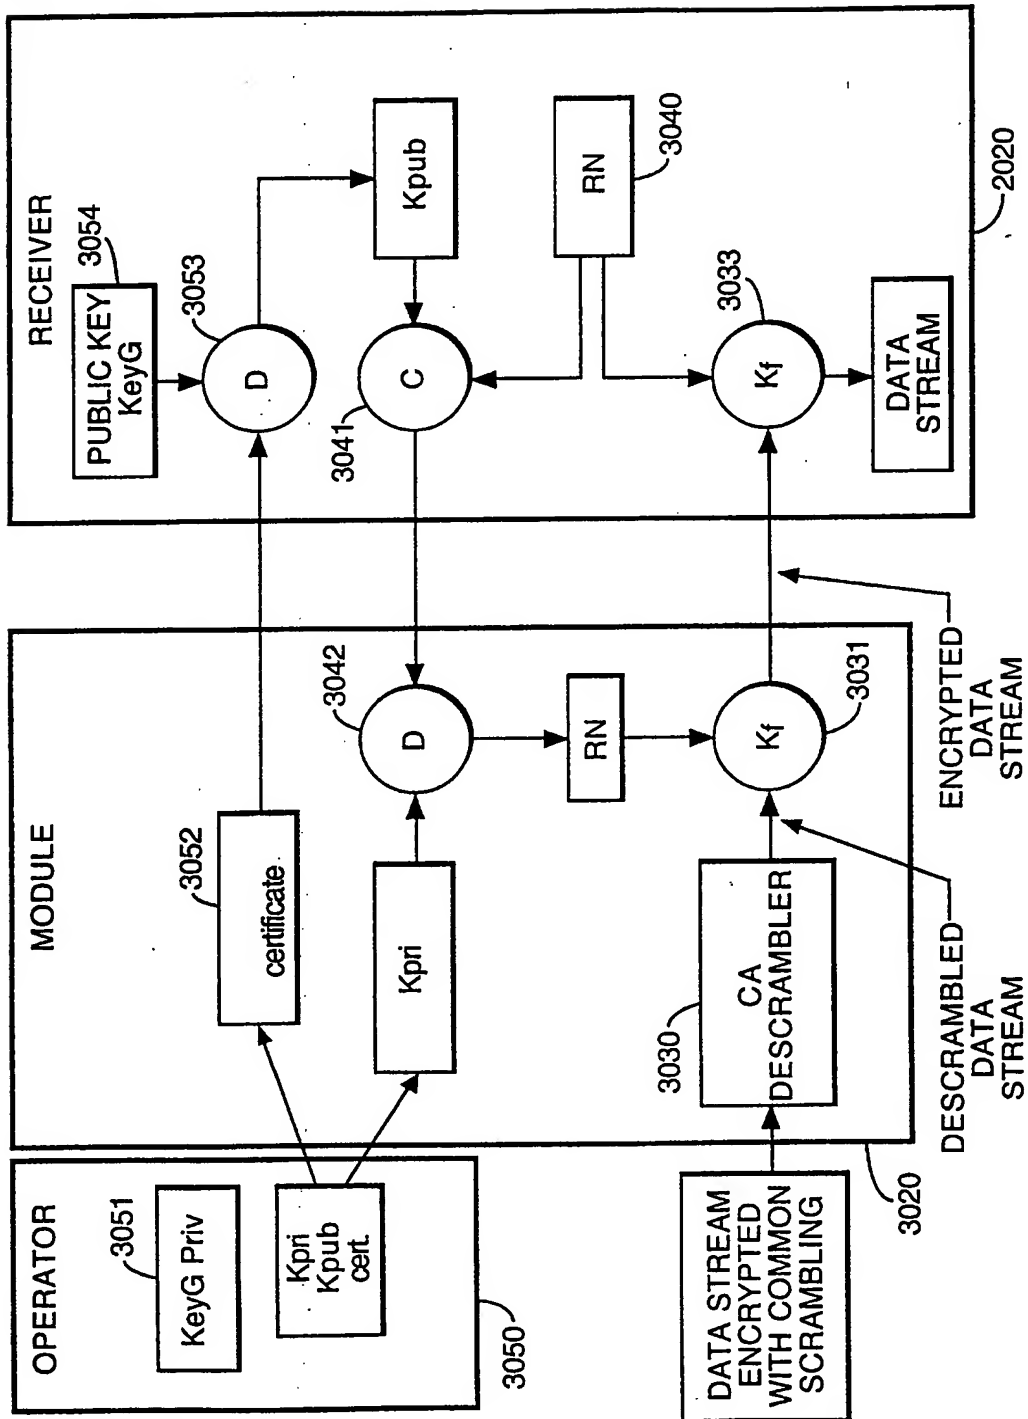 OPERATOR
3051
KeyG Priv
Kpri
Kpub
cert.
3050
DATA STREAM
ENCRYPTED
WITH COMMON
SCRAMBLING
MODULE
3052
certificate
Kpri
3042
D
RN
3030
CA
DESCRAMBLER
Kf
3031
3020
DESCRAMBLED
DATA
STREAM
ENCRYPTED
DATA
STREAM
RECEIVER
PUBLIC KEY
KeyG
3054
3053
D
Kpub
C
3041
RN
3040
3033
Kf
DATA
STREAM
2020